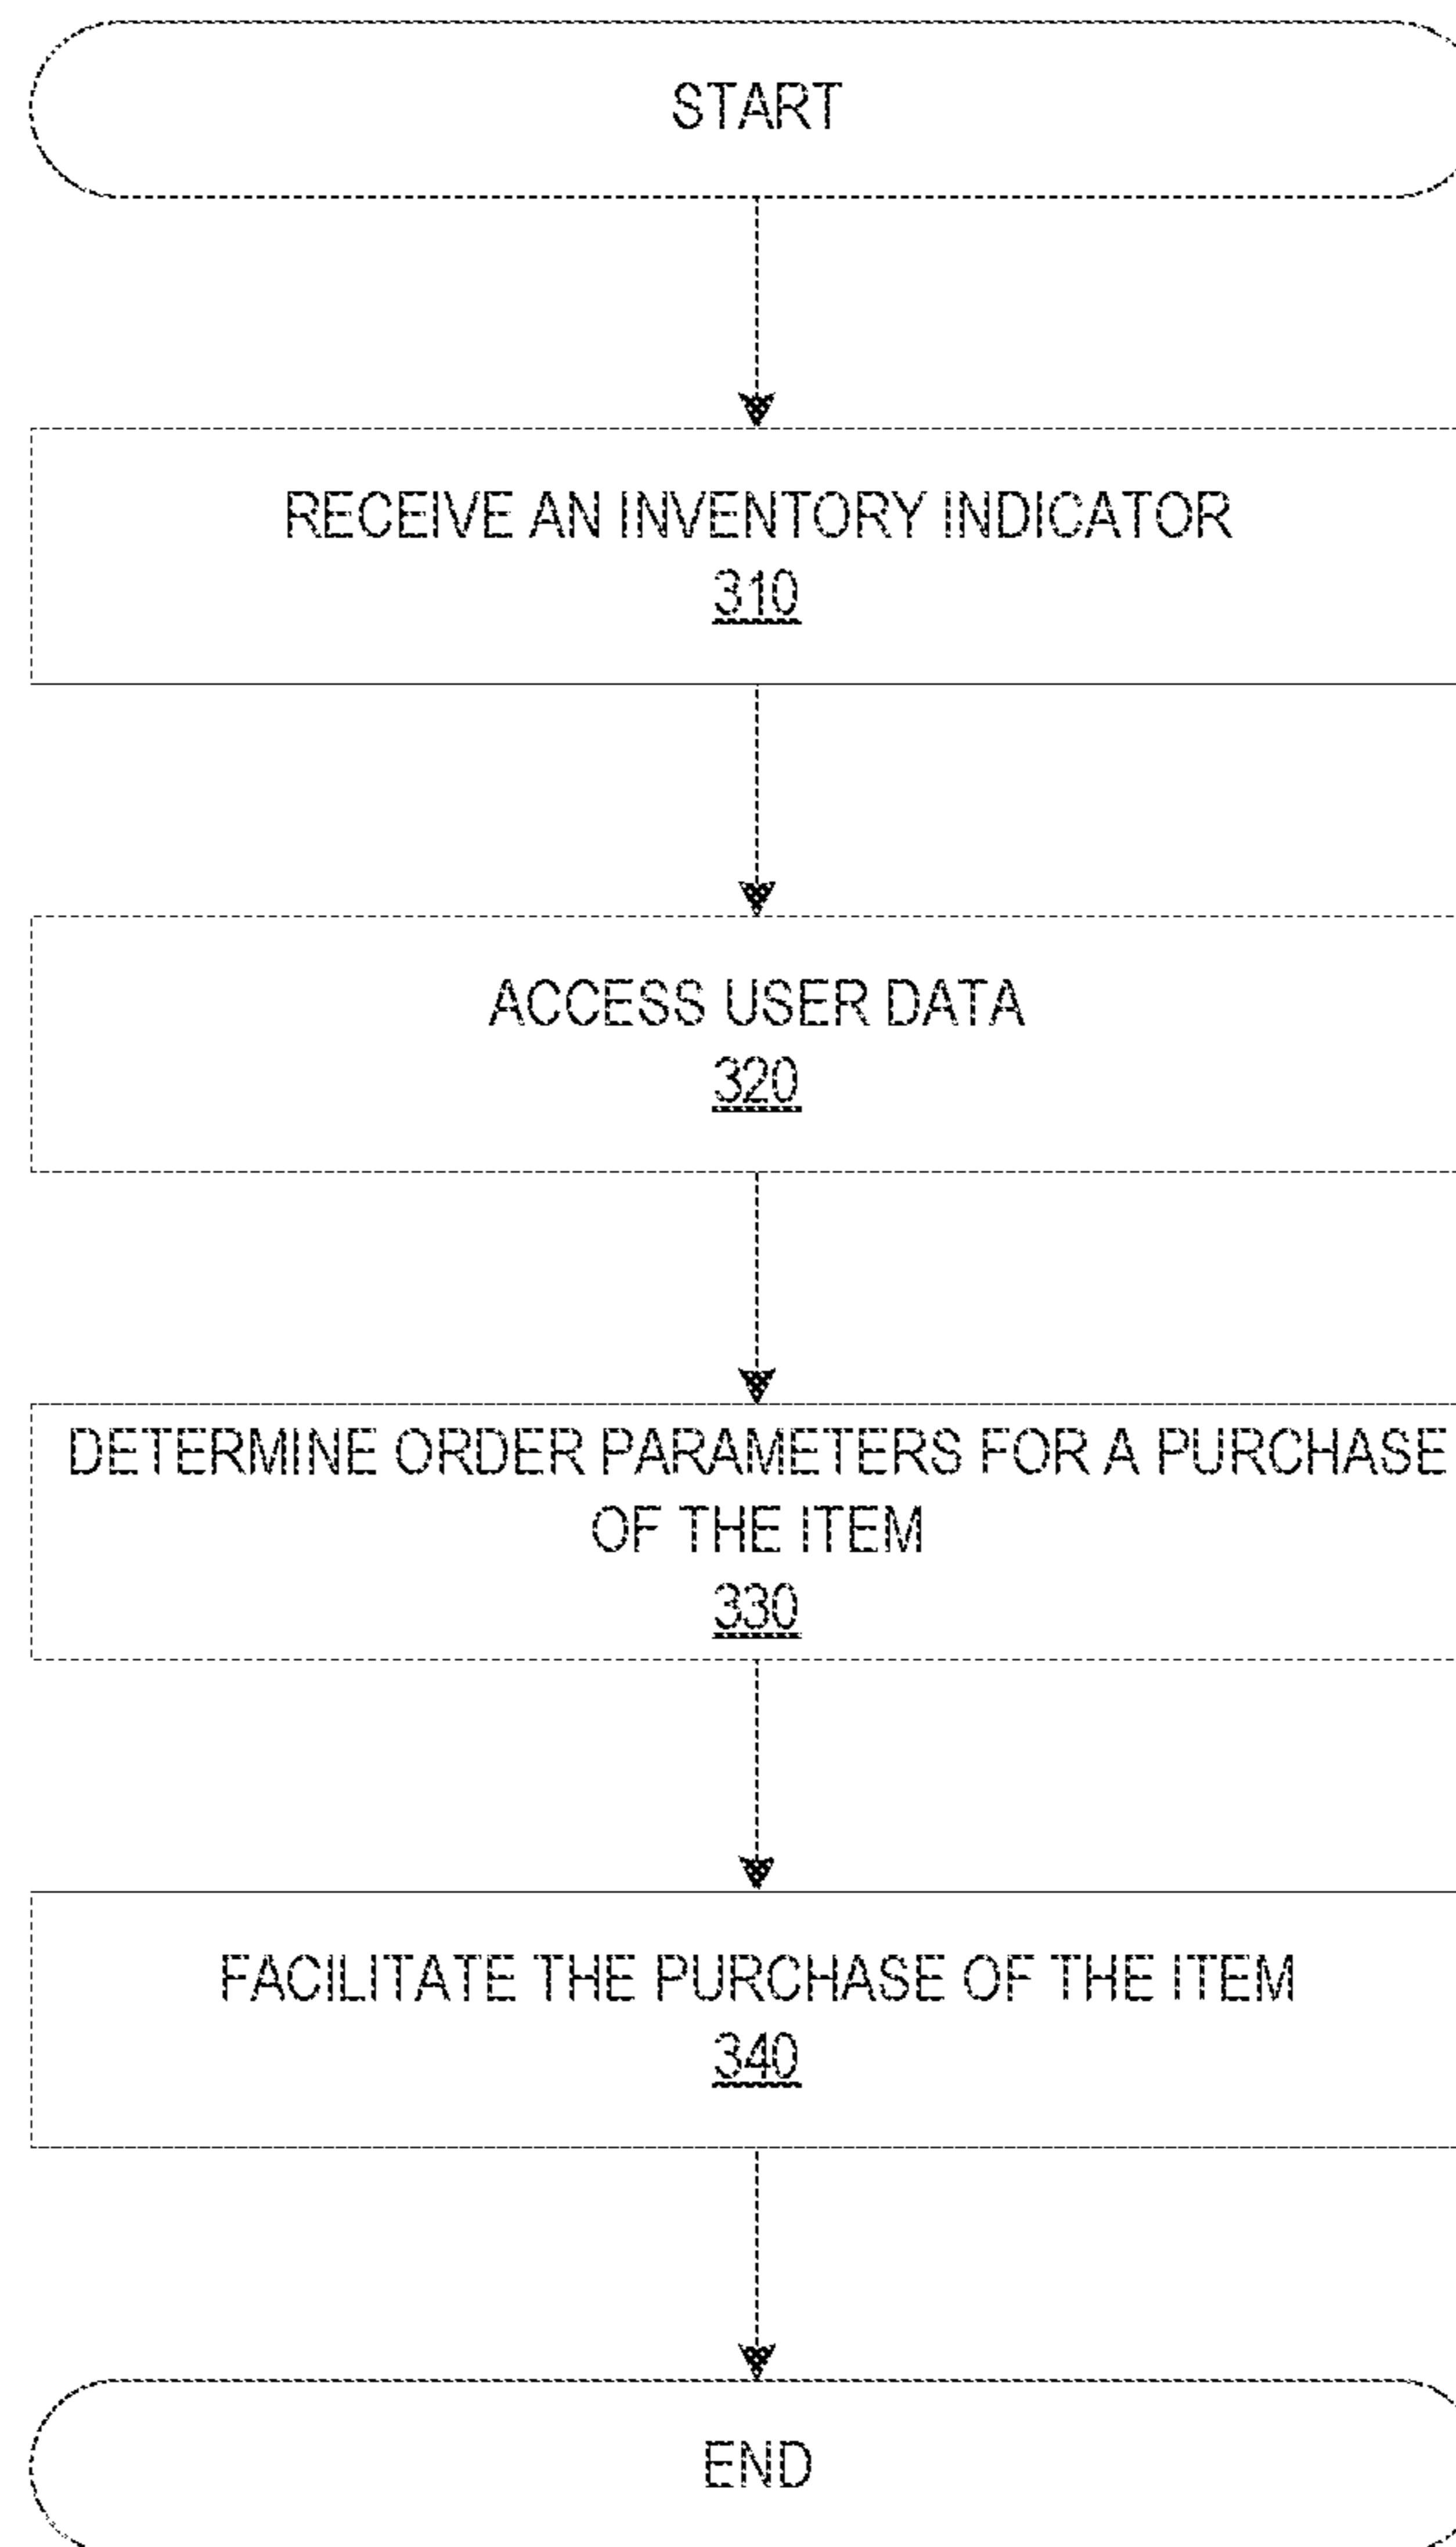 START
RECEIVE AN INVENTORY INDICATOR
310
ACCESS USER DATA
320
DETERMINE ORDER PARAMETERS FOR A PURCHASE
OF THE ITEM
330
FACILITATE THE PURCHASE OF THE ITEM
340
END